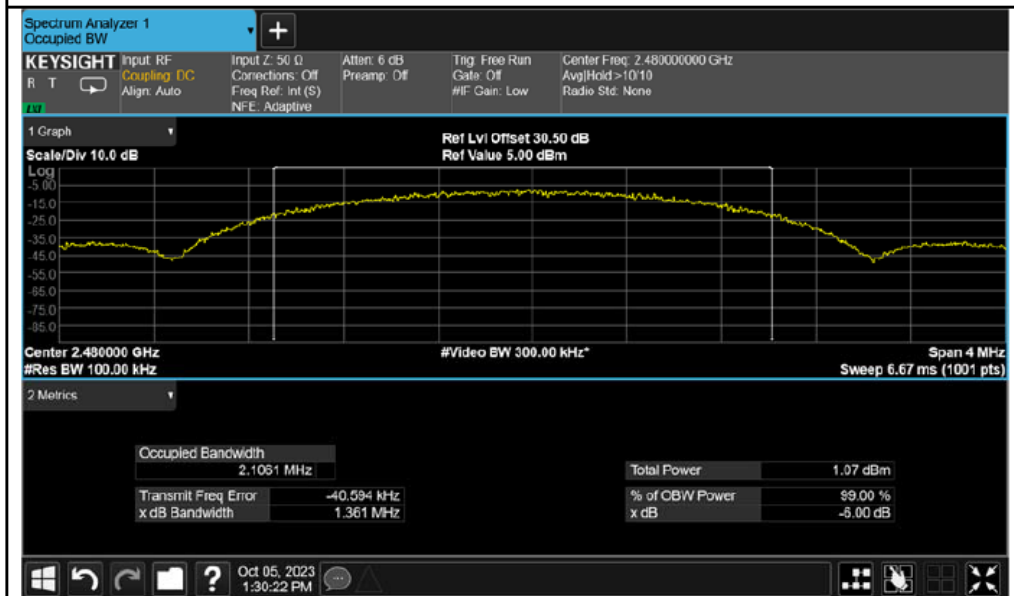 Spectrum Analyzer 1
Occupied BW
+
KEYSIGHT Input: RF
R T
Coupling: DC
Align: Auto
Input Z: 50 Ω
Corrections: Off
Freq Ref: Int (S)
NFE: Adaptive
Atten: 6 dB
Preamp: Off
Trig: Free Run
Gate: Off
#IF Gain: Low
Center Freq: 2.480000000 GHz
Avg|Hold:>10/10
Radio Std: None
1 Graph
Scale/Div 10.0 dB
Ref Lvl Offset 30.50 dB
Ref Value 5.00 dBm
Log
-5.00
-15.0
-25.0
-35.0
-45.0
-55.0
-65.0
-75.0
-85.0
Center 2.480000 GHz
#Video BW 300.00 kHz*
Span 4 MHz
#Res BW 100.00 kHz
Sweep 6.67 ms (1001 pts)
2 Metrics
Occupied Bandwidth
2.1061 MHz
Total Power 1.07 dBm
Transmit Freq Error -40.594 kHz
% of OBW Power 99.00 %
x dB Bandwidth 1.361 MHz
x dB -6.00 dB
?
Oct 05, 2023
1:30:22 PM